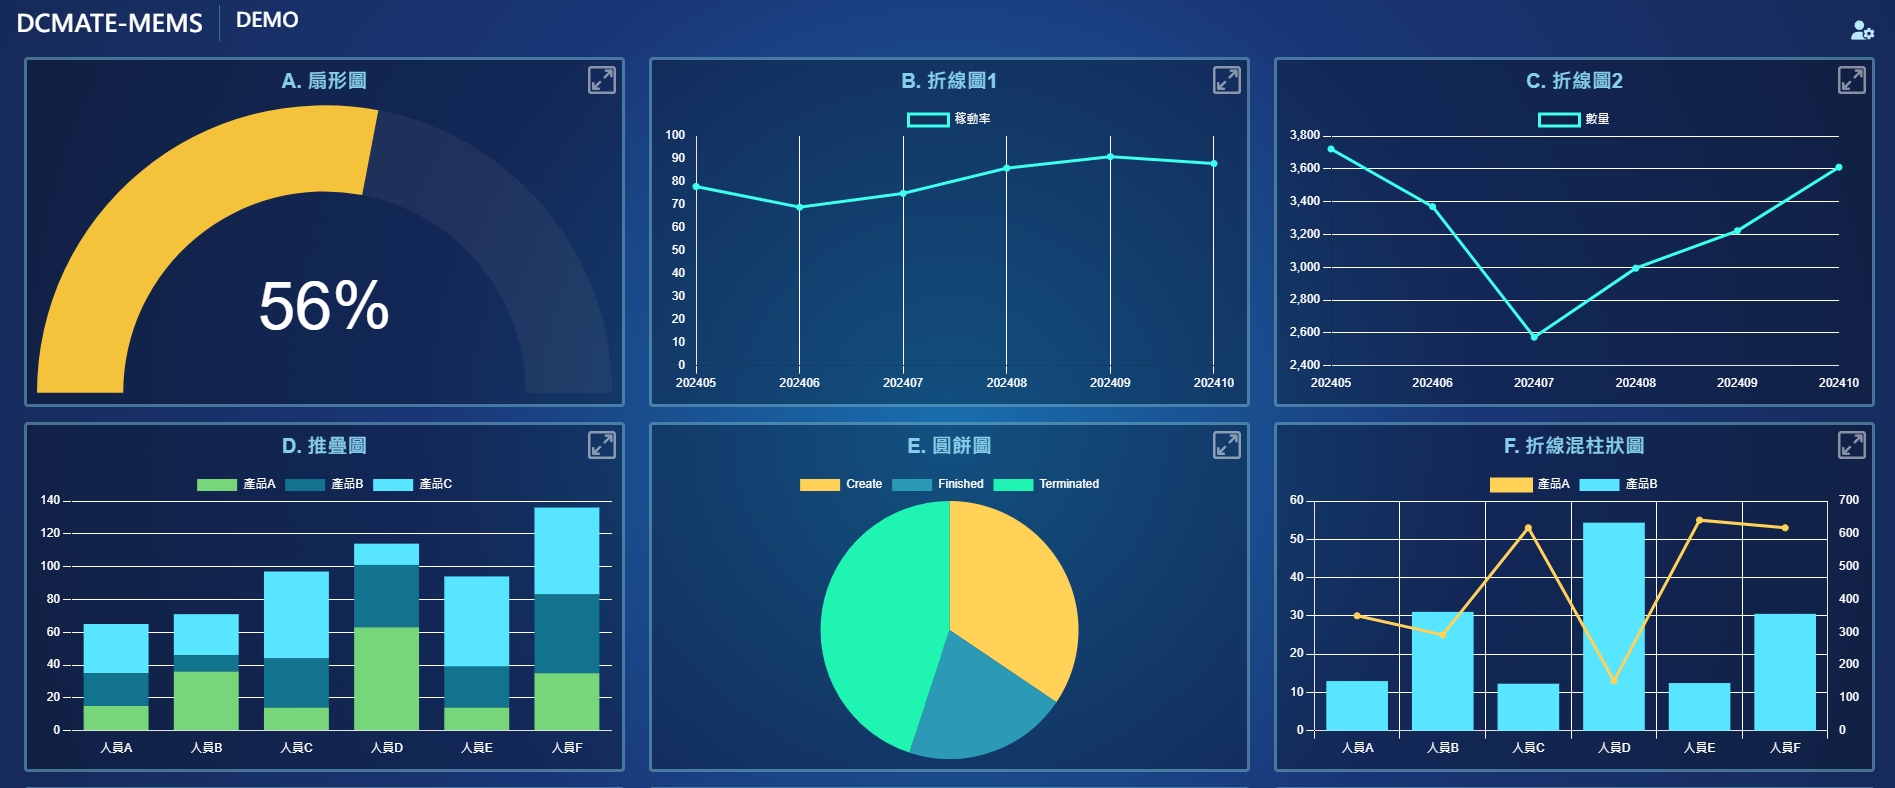 DCMATE-MEMS DEMO
A. 扇形圖
56%
B. 折線圖1
稼動率
100
90
80
70
60
50
40
30
20
10
0
202405 202406 202407 202408 202409 202410
C. 折線圖2
數量
3,800
3,600
3,400
3,200
3,000
2,800
2,600
2,400
202405 202406 202407 202408 202409 202410
D. 推疊圖
產品A 產品B 產品C
140
120
100
80
60
40
20
0
人員A 人員B 人員C 人員D 人員E 人員F
E. 圓餅圖
Create Finished Terminated
F. 折線混柱狀圖
產品A 產品B
60 700
50 600
40 500
30 400
20 300
10 200
0 100
0
人員A 人員B 人員C 人員D 人員E 人員F